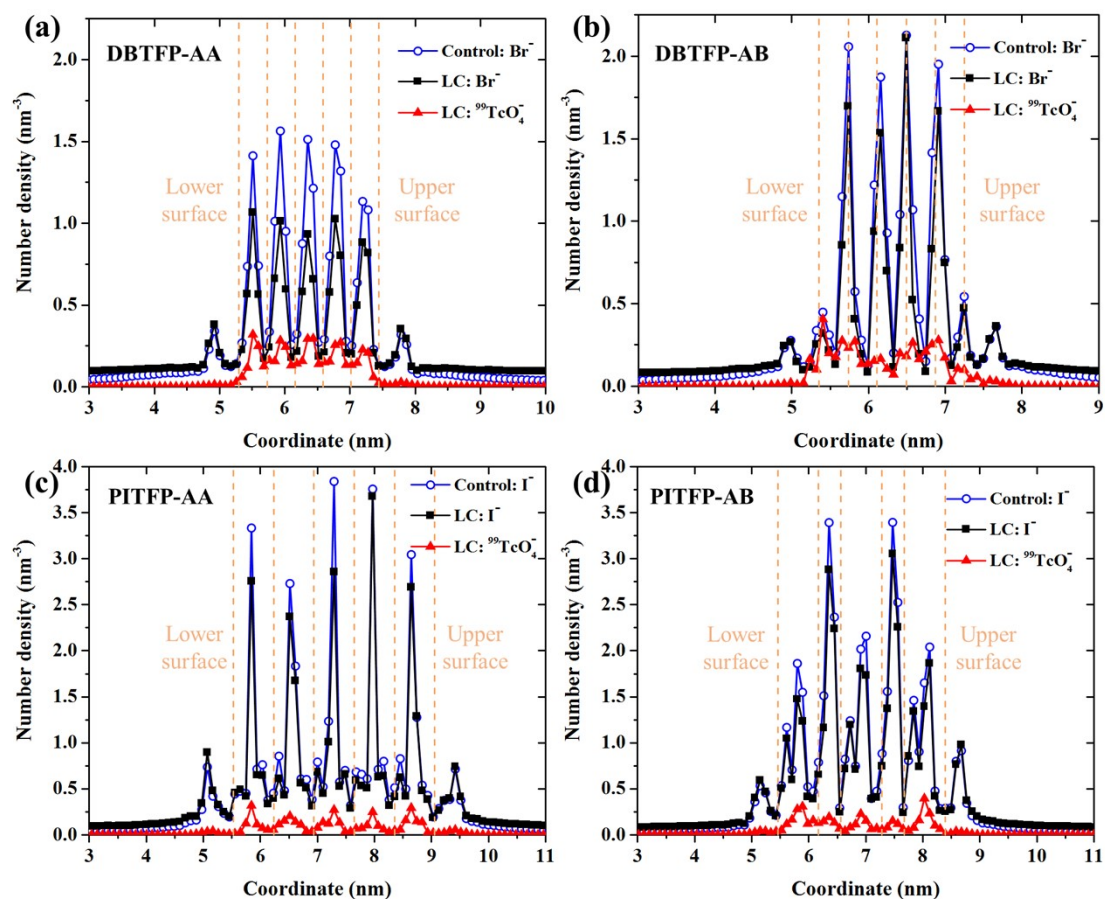 (a)
DBTFP-AA
Control: Br⁻
LC: Br⁻
LC: ⁹⁹TcO₄⁻
Lower
surface
Upper
surface
Number density (nm⁻³)
0.0
0.5
1.0
1.5
2.0
3 4 5 6 7 8 9 10
Coordinate (nm)
(b)
DBTFP-AB
Control: Br⁻
LC: Br⁻
LC: ⁹⁹TcO₄⁻
Lower
surface
Upper
surface
Number density (nm⁻³)
0.0
0.5
1.0
1.5
2.0
3 4 5 6 7 8 9
Coordinate (nm)
(c)
PITFP-AA
Control: I⁻
LC: I⁻
LC: ⁹⁹TcO₄⁻
Lower
surface
Upper
surface
Number density (nm⁻³)
0.0
0.5
1.0
1.5
2.0
2.5
3.0
3.5
4.0
3 4 5 6 7 8 9 10 11
Coordinate (nm)
(d)
PITFP-AB
Control: I⁻
LC: I⁻
LC: ⁹⁹TcO₄⁻
Lower
surface
Upper
surface
Number density (nm⁻³)
0.0
0.5
1.0
1.5
2.0
2.5
3.0
3.5
4.0
3 4 5 6 7 8 9 10 11
Coordinate (nm)